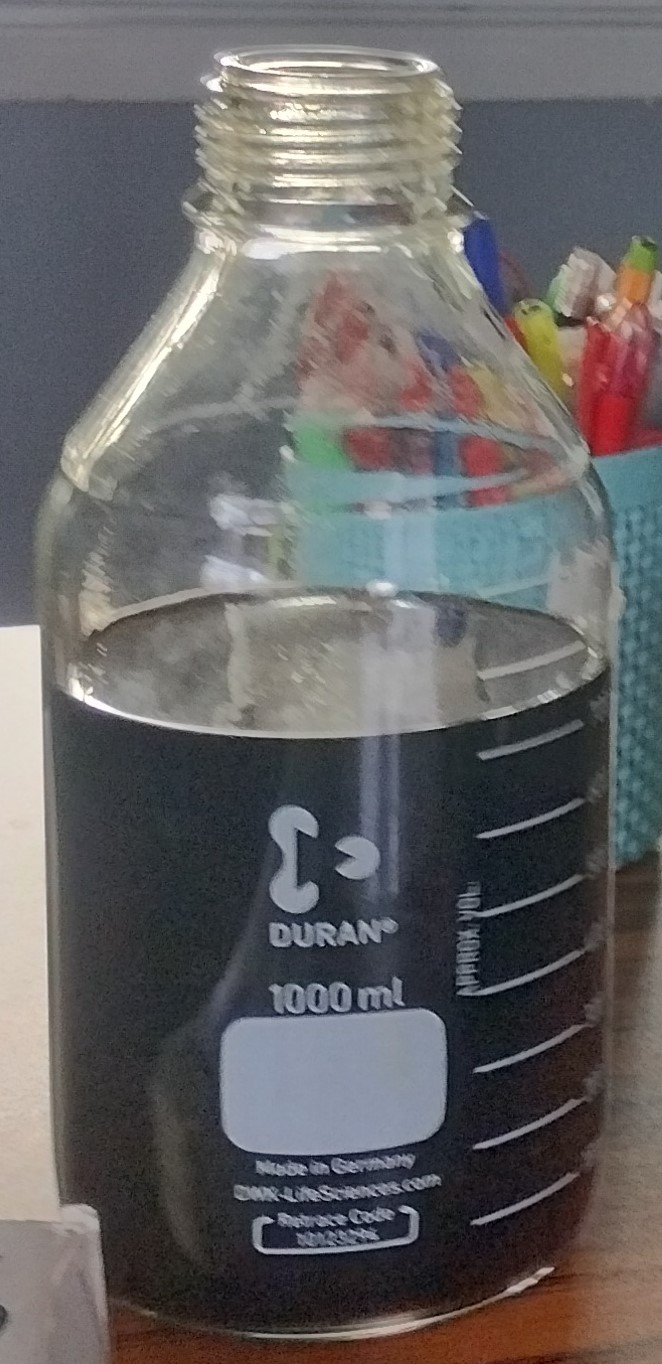 DURAN®
1000 ml
APPROX VOL.
Made in Germany
DWK-LifeSciences.com
Retrace Code